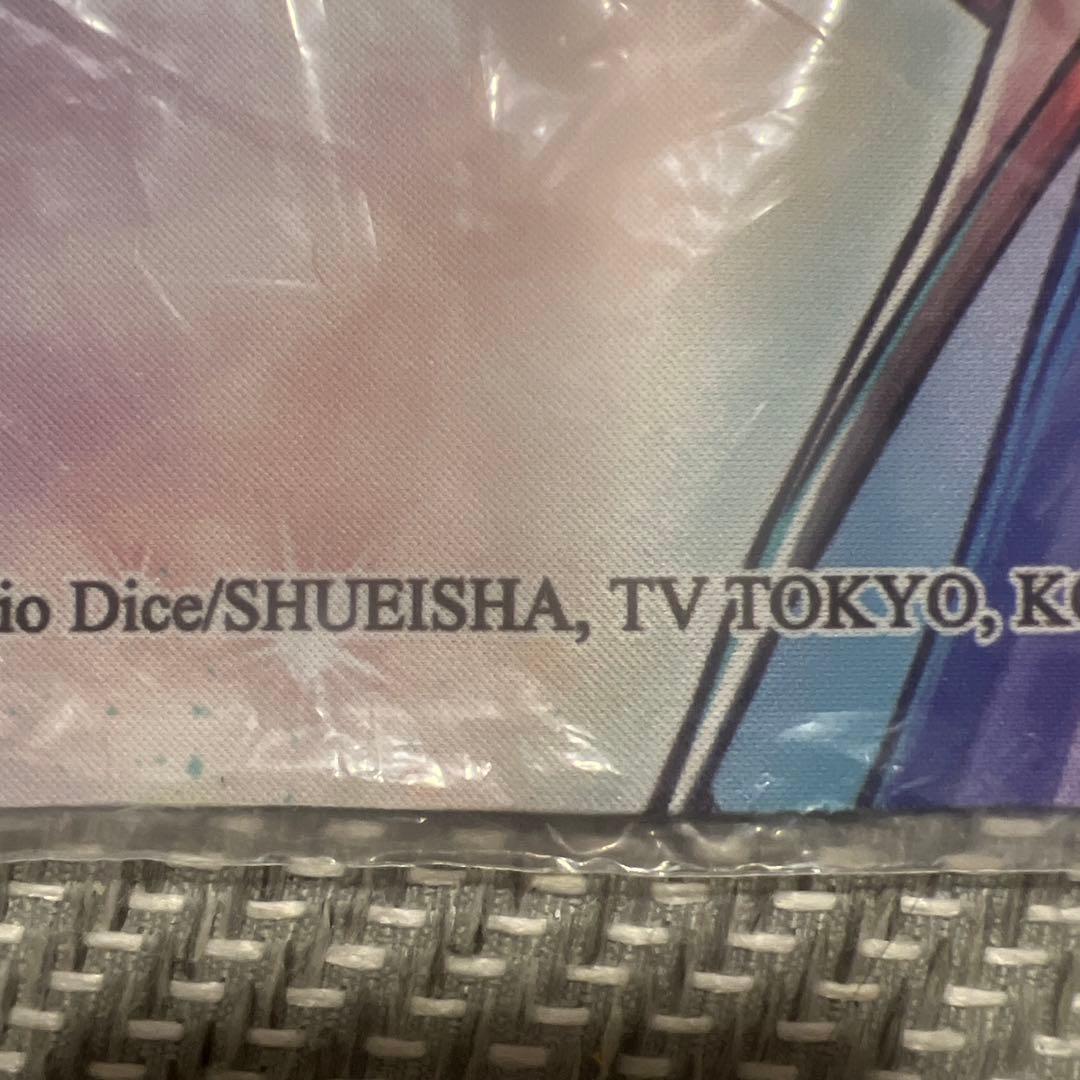 io Dice/SHUEISHA, TV TOKYO, K